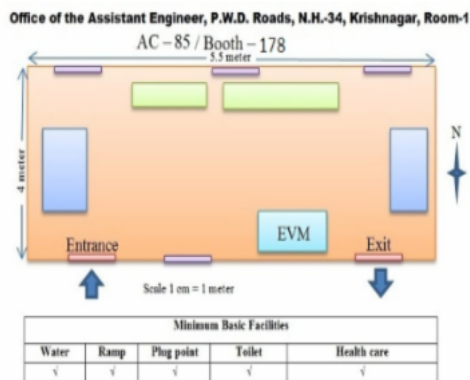 Office of the Assistant Engineer, P.W.D. Roads, N.H.-34, Krishnagar, Room-1
AC – 85 / Booth – 178
5.5 meter
4 meter
N
EVM
Entrance
Exit
Scale 1 cm = 1 meter
Minimum Basic Facilities
Water Ramp Plug point Toilet Health care
√ √ √ √ √